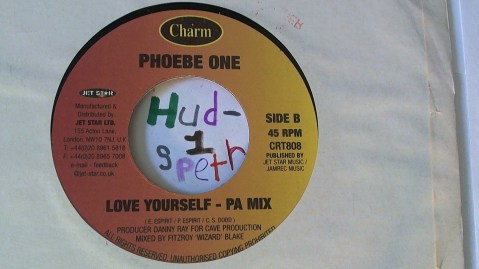 Charm
PHOEBE ONE
JET STAR
Manufactured &
Distributed by
JET STAR LTD.
155 Acton Lane
London, NW10 7NJ, U.K
T: +44(0)20 8961 5818
F: +44(0)20 8965 7008
e-mail - feedback
@jet-star.co.uk
Hud-
1
speth
SIDE B
45 RPM
CRT808
PUBLISHED BY
JET STAR MUSIC /
JAMREC MUSIC
LOVE YOURSELF - PA MIX
( E. ESPIRIT / P. ESPIRIT / C. S. DODD )
PRODUCER DANNY RAY FOR CAVE PRODUCTION
MIXED BY FITZROY 'WIZARD' BLAKE
ALL RIGHTS RESERVED, UNAUTHORISED COPYING PROHIBITED